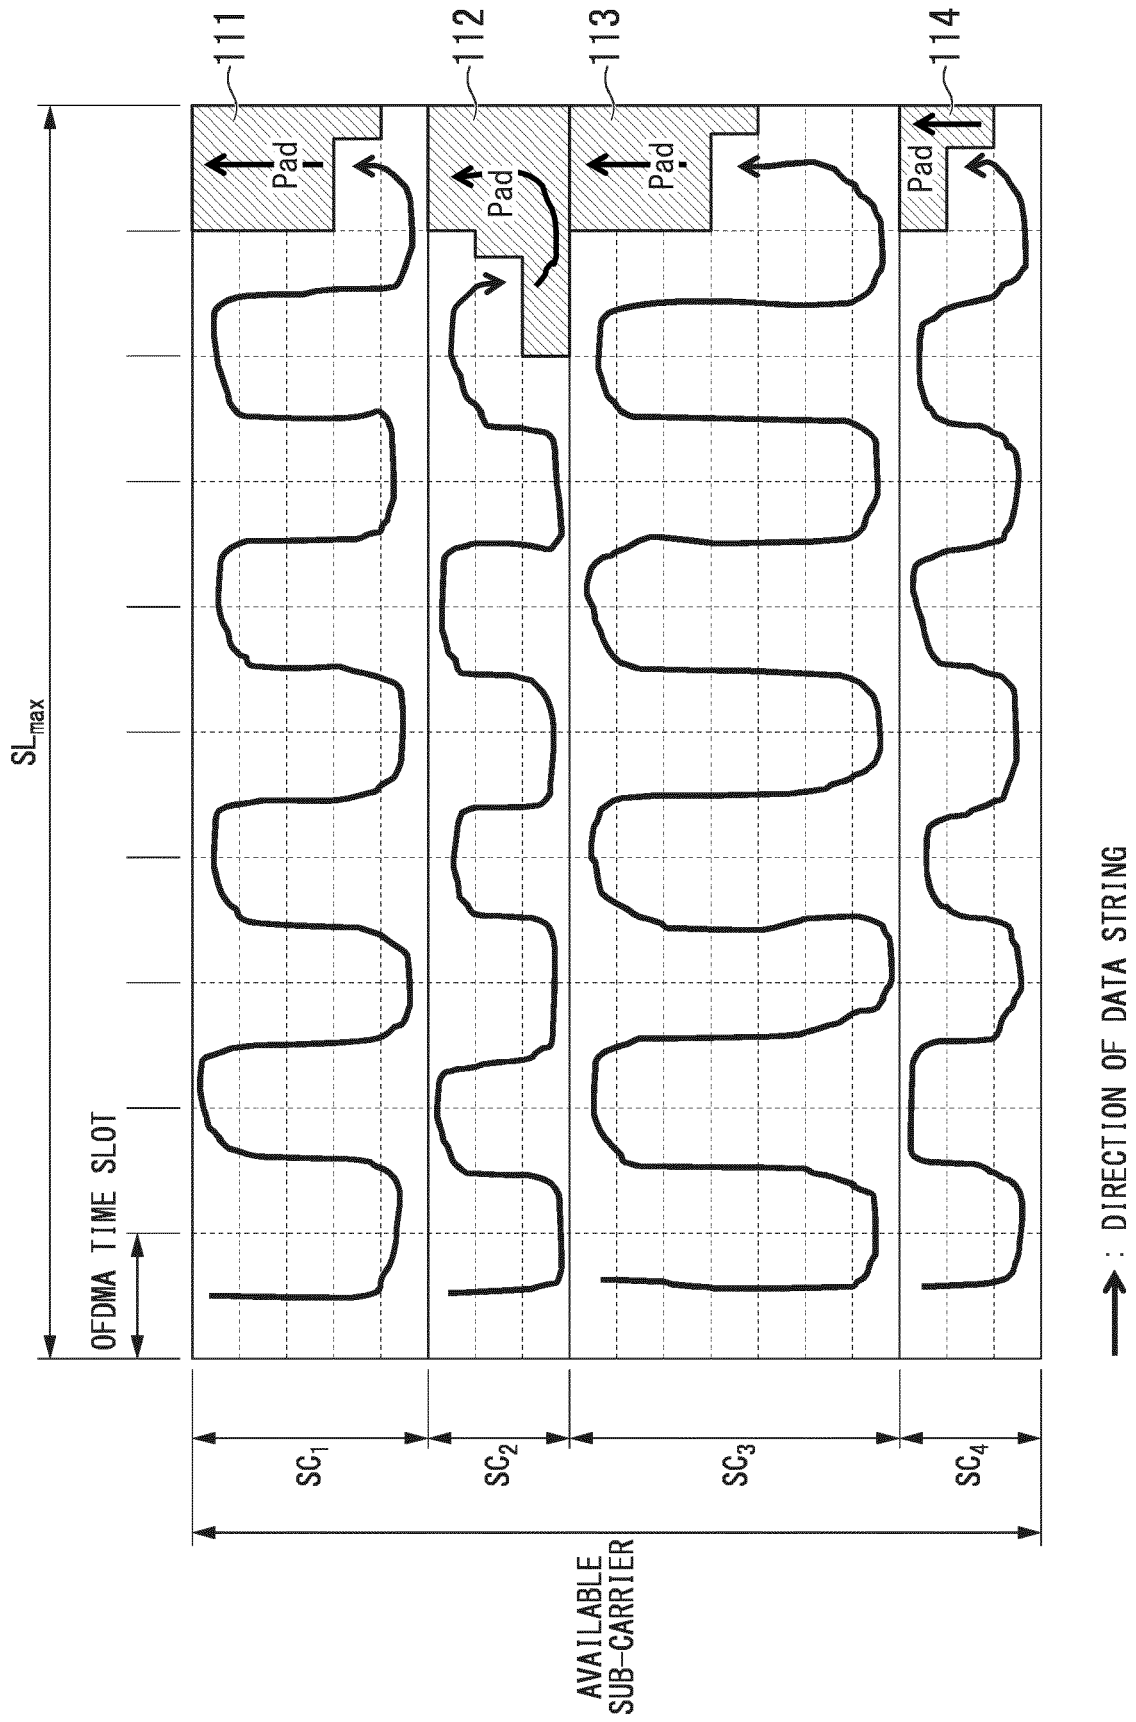 SLmax
OFDMA TIME SLOT
AVAILABLE
SUB-CARRIER
SC1
SC2
SC3
SC4
Pad
Pad
Pad
Pad
111
112
113
114
: DIRECTION OF DATA STRING